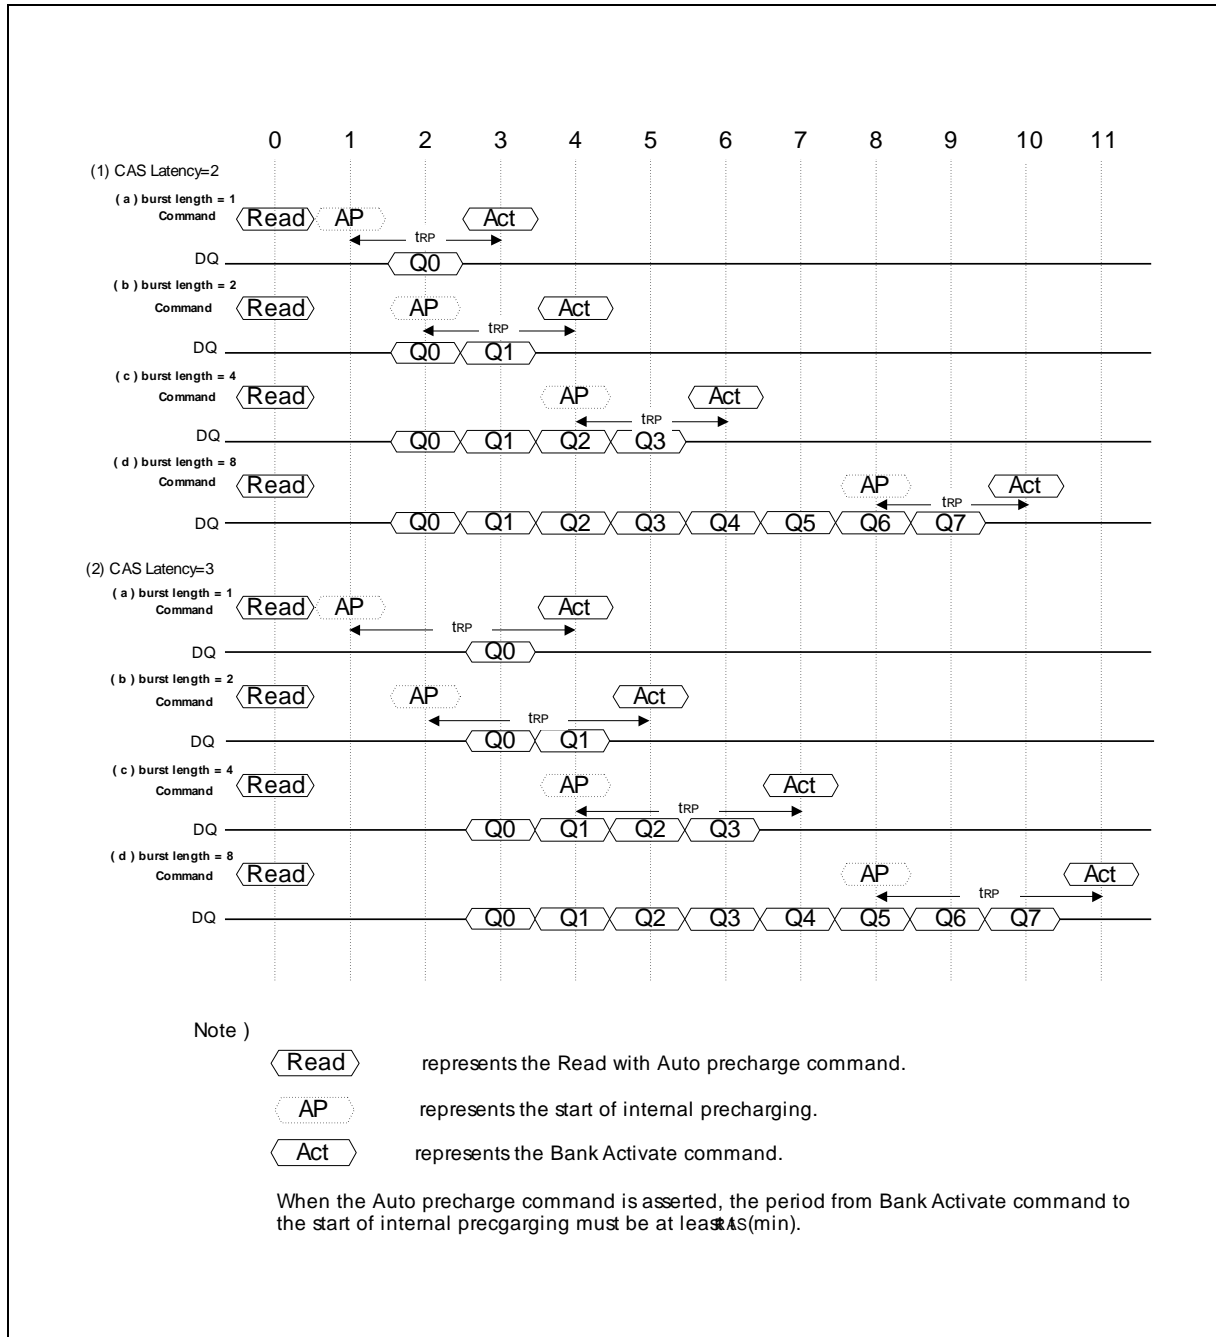 0 1 2 3 4 5 6 7 8 9 10 11
(1) CAS Latency=2
( a ) burst length = 1
Command Read AP Act
tRP
DQ Q0
( b ) burst length = 2
Command Read AP Act
tRP
DQ Q0 Q1
( c ) burst length = 4
Command Read AP Act
tRP
DQ Q0 Q1 Q2 Q3
( d ) burst length = 8
Command Read AP Act
tRP
DQ Q0 Q1 Q2 Q3 Q4 Q5 Q6 Q7
(2) CAS Latency=3
( a ) burst length = 1
Command Read AP Act
tRP
DQ Q0
( b ) burst length = 2
Command Read AP Act
tRP
DQ Q0 Q1
( c ) burst length = 4
Command Read AP Act
tRP
DQ Q0 Q1 Q2 Q3
( d ) burst length = 8
Command Read AP Act
tRP
DQ Q0 Q1 Q2 Q3 Q4 Q5 Q6 Q7
Note )
Read represents the Read with Auto precharge command.
AP represents the start of internal precharging.
Act represents the Bank Activate command.
When the Auto precharge command is asserted, the period from Bank Activate command to
the start of internal precgarging must be at least tRAS(min).